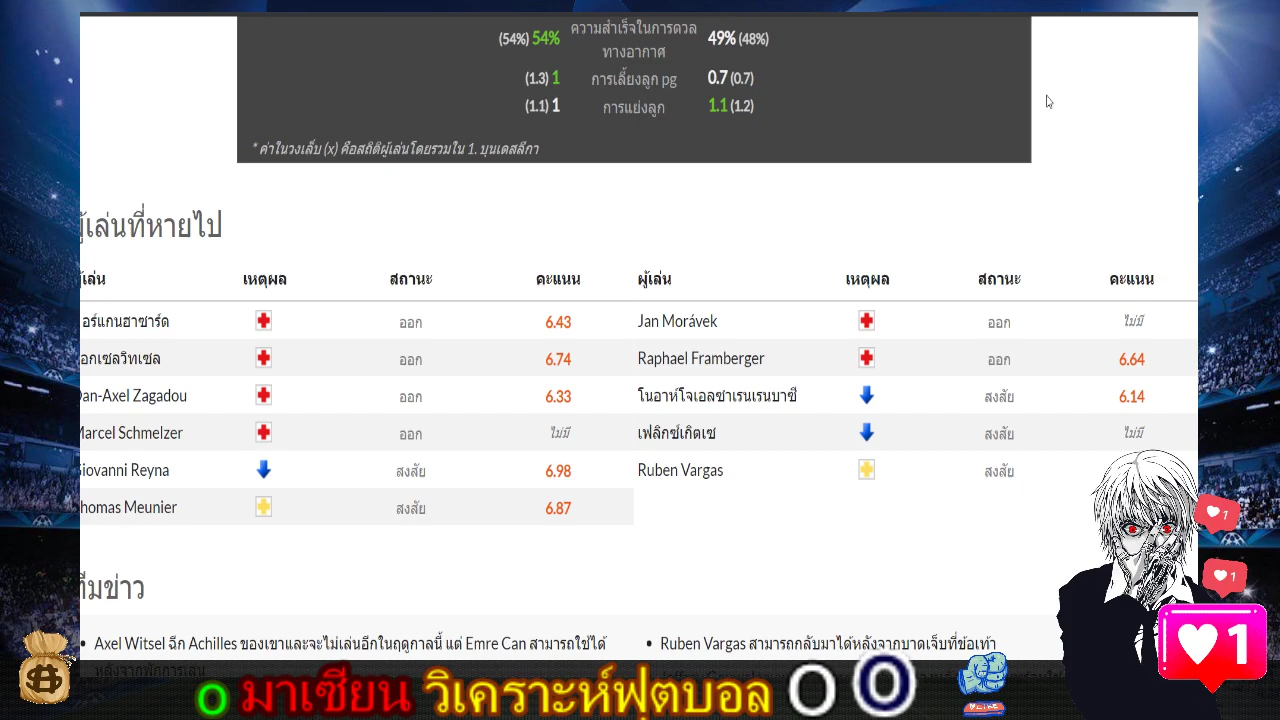 (54%) 54% ความสำเร็จในการดวล ทางอากาศ 49% (48%)
(1.3) 1 การเลี้ยงลูก pg 0.7 (0.7)
(1.1) 1 การแย่งลูก 1.1 (1.2)
* ค่าในวงเล็บ (x) คือสถิติผู้เล่นโดยรวมใน 1. บุนเดสลีกา
ผู้เล่นที่หายไป
ผู้เล่น เหตุผล สถานะ คะแนน ผู้เล่น เหตุผล สถานะ คะแนน
อร์แกนฮาซาร์ด ออก 6.43 Jan Morávek ออก ไม่มี
อกเซลวิทเซล ออก 6.74 Raphael Framberger ออก 6.64
Dan-Axel Zagadou ออก 6.33 โนอาห์โจเอลซาเรนเรนบาซี สงสัย 6.14
Marcel Schmelzer ออก ไม่มี เฟลิกซ์เกิตเซ่ สงสัย ไม่มี
Giovanni Reyna สงสัย 6.98 Ruben Vargas สงสัย
Thomas Meunier สงสัย 6.87
ทีมข่าว
• Axel Witsel ฉีก Achilles ของเขาและจะไม่เล่นอีกในฤดูกาลนี้ แต่ Emre Can สามารถใช้ได้
• Ruben Vargas สามารถกลับมาได้หลังจากบาดเจ็บที่ข้อเท้า
หลังจากพักการเล่น
o มาเซียน วิเคราะห์ฟุตบอล O O
1
1
1